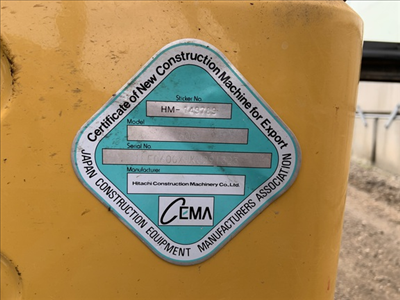 Certificate of New Construction Machine for Export
Sticker No.
HM-
Model
Serial No.
Manufacturer
Hitachi Construction Machinery Co., Ltd.
CEMA
JAPAN CONSTRUCTION EQUIPMENT MANUFACTURERS ASSOCIATION